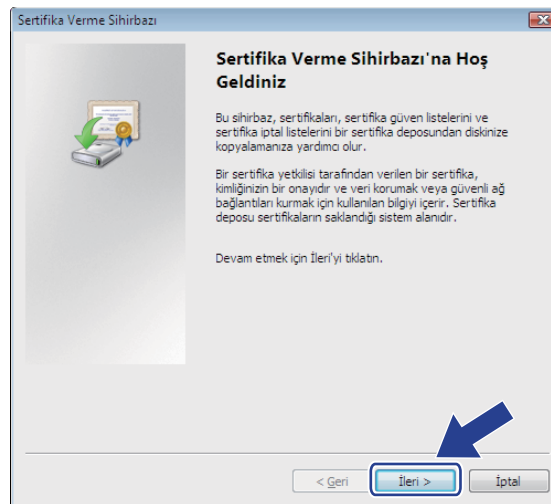 Sertifika Verme Sihirbazı
Sertifika Verme Sihirbazı'na Hoş
Geldiniz
Bu sihirbaz, sertifikaları, sertifika güven listelerini ve
sertifika iptal listelerini bir sertifika deposundan diskinize
kopyalamanıza yardımcı olur.
Bir sertifika yetkilisi tarafından verilen bir sertifika,
kimliğinizin bir onayıdır ve veri korumak veya güvenli ağ
bağlantıları kurmak için kullanılan bilgiyi içerir. Sertifika
deposu sertifikaların saklandığı sistem alanıdır.
Devam etmek için İleri'yi tıklatın.
< Geri İleri > İptal